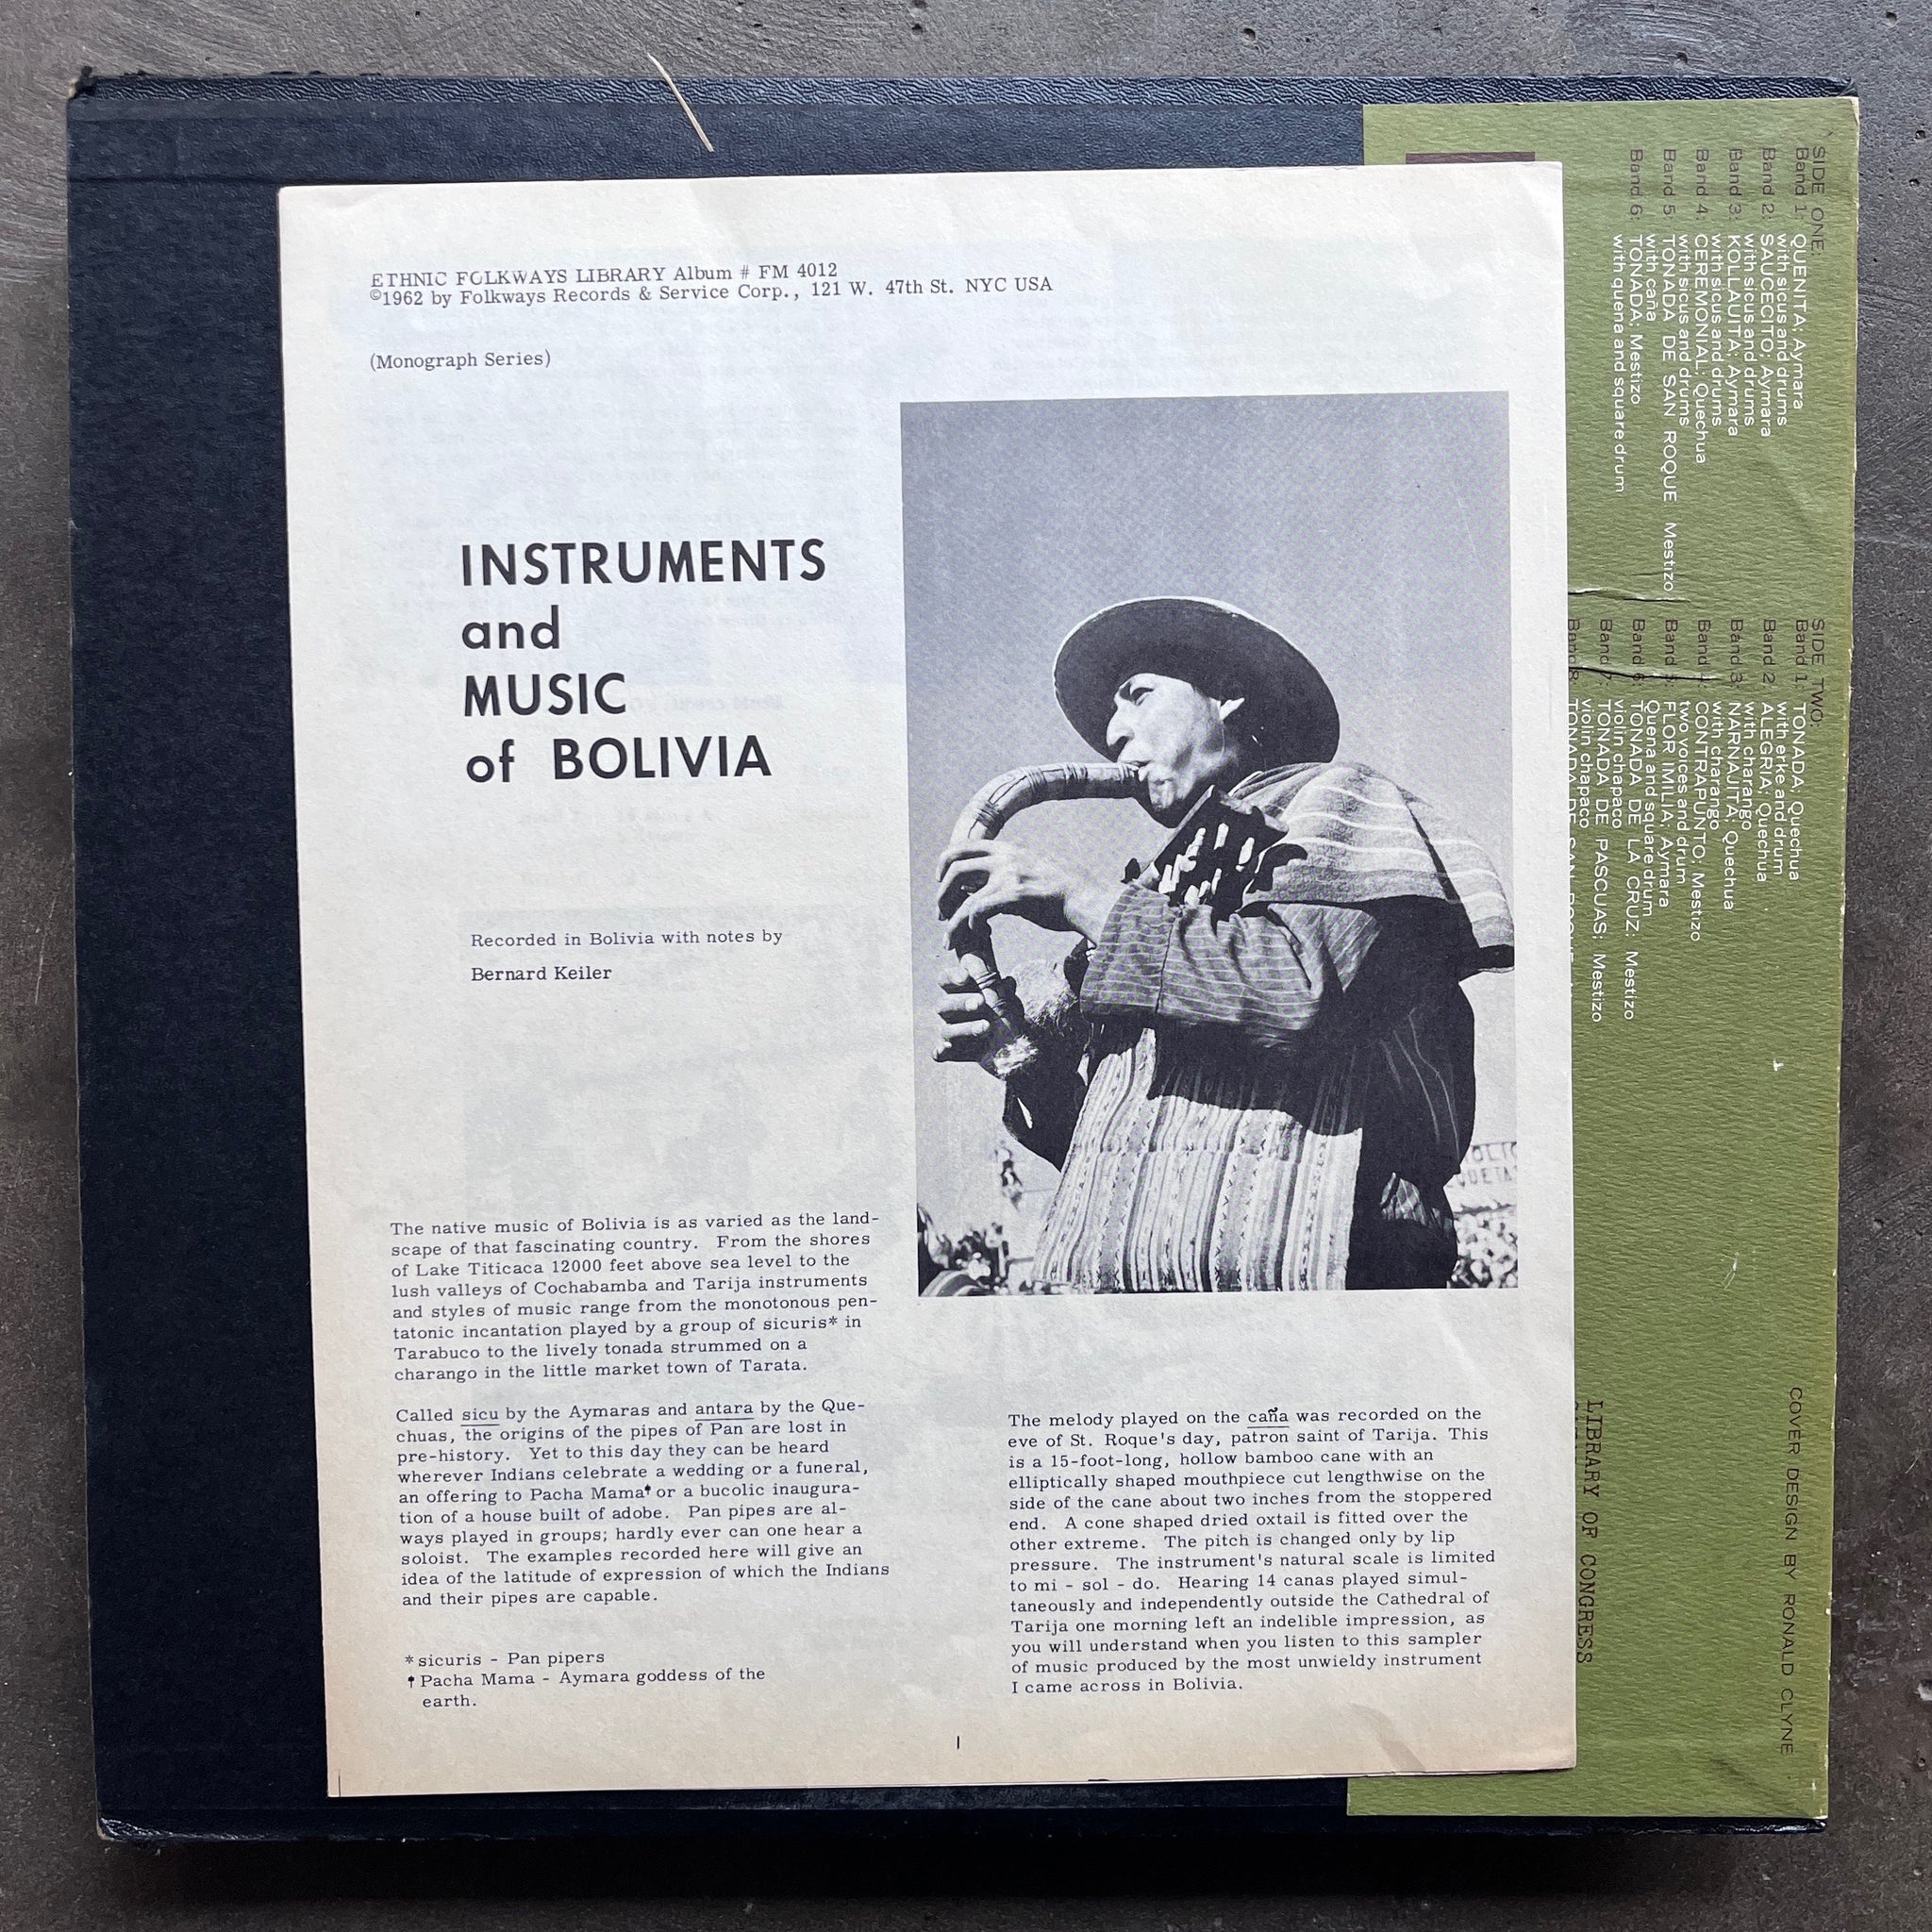 ETHNIC FOLKWAYS LIBRARY Album # FM 4012
©1962 by Folkways Records & Service Corp., 121 W. 47th St. NYC USA
(Monograph Series)
INSTRUMENTS
and
MUSIC
of BOLIVIA
Recorded in Bolivia with notes by
Bernard Keiler
The native music of Bolivia is as varied as the land-
scape of that fascinating country. From the shores
of Lake Titicaca 12000 feet above sea level to the
lush valleys of Cochabamba and Tarija instruments
and styles of music range from the monotonous pen-
tatonic incantation played by a group of sicuris* in
Tarabuco to the lively tonada strummed on a
charango in the little market town of Tarata.
Called sicu by the Aymaras and antara by the Que-
chuas, the origins of the pipes of Pan are lost in
pre-history. Yet to this day they can be heard
wherever Indians celebrate a wedding or a funeral,
an offering to Pacha Mama† or a bucolic inaugura-
tion of a house built of adobe. Pan pipes are al-
ways played in groups; hardly ever can one hear a
soloist. The examples recorded here will give an
idea of the latitude of expression of which the Indians
and their pipes are capable.
*sicuris - Pan pipers
†Pacha Mama - Aymara goddess of the
earth.
The melody played on the caña was recorded on the
eve of St. Roque's day, patron saint of Tarija. This
is a 15-foot-long, hollow bamboo cane with an
elliptically shaped mouthpiece cut lengthwise on the
side of the cane about two inches from the stoppered
end. A cone shaped dried oxtail is fitted over the
other extreme. The pitch is changed only by lip
pressure. The instrument's natural scale is limited
to mi - sol - do. Hearing 14 canas played simul-
taneously and independently outside the Cathedral of
Tarija one morning left an indelible impression, as
you will understand when you listen to this sampler
of music produced by the most unwieldy instrument
I came across in Bolivia.
1
SIDE ONE:
Band 1: QUENITA; Aymara
with sicus and drums
Band 2: SAUCECITO; Aymara
with sicus and drums
Band 3: KOLLAUITA; Aymara
with sicus and drums
Band 4: CEREMONIAL; Quechua
with sicus and drums
Band 5: TONADA DE SAN ROQUE Mestizo
with caña
Band 6: TONADA; Mestizo
with quena and square drum
SIDE TWO:
Band 1: TONADA; Quechua
with erke and drum
Band 2: ALEGRIA; Quechua
with charango
Band 3: NARNAJITA; Quechua
with charango
Band 4: CONTRAPUNTO; Mestizo
two voices and drum
Band 5: FLOR IMILIA; Aymara
Quena and square drum
Band 6: TONADA DE LA CRUZ; Mestizo
violin chapaco
Band 7: TONADA DE PASCUAS; Mestizo
violin chapaco
Band 8: TONADA DE SAN ROQUE
COVER DESIGN BY RONALD CLYNE
LIBRARY OF CONGRESS